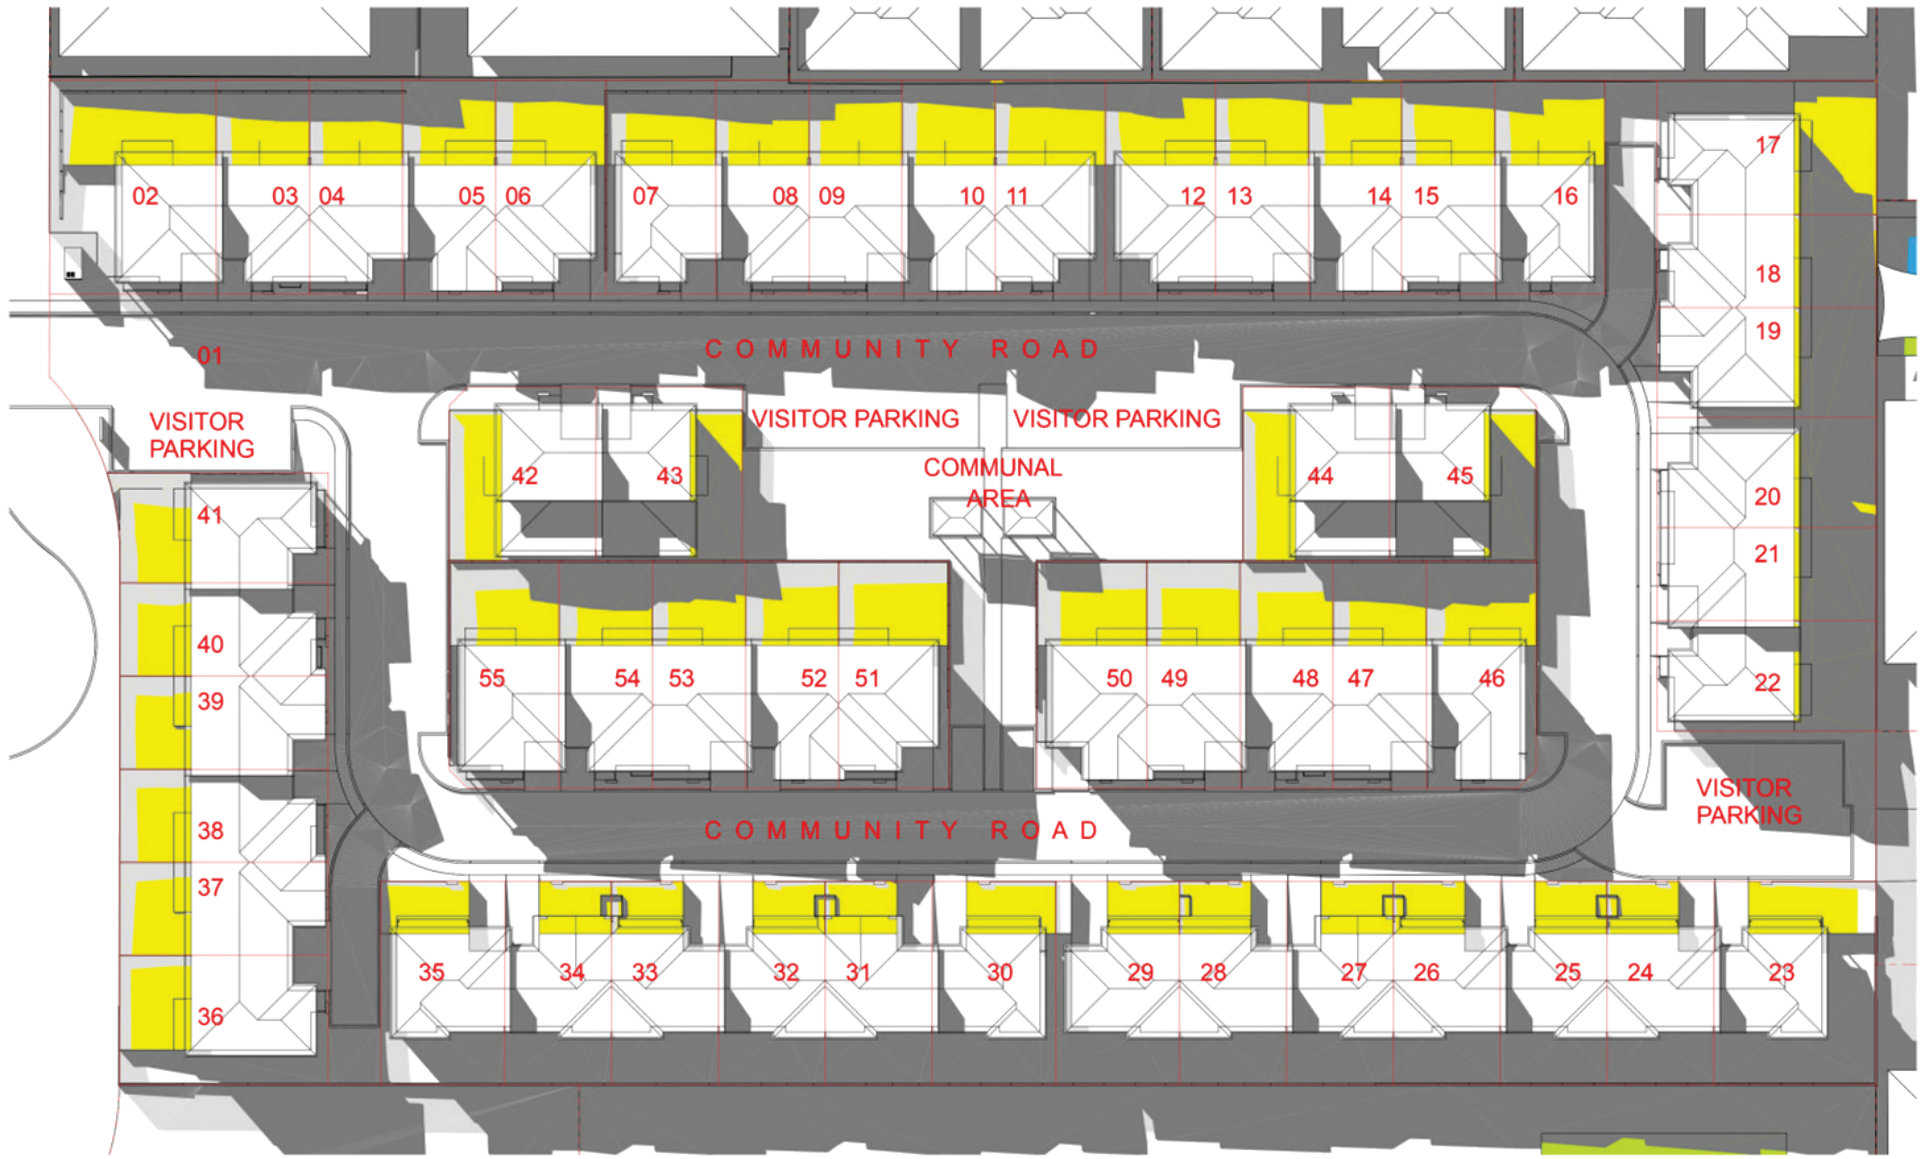 02 03 04 05 06 07 08 09 10 11 12 13 14 15 16
17
18
19
01
COMMUNITY ROAD
VISITOR
PARKING
VISITOR PARKING
VISITOR PARKING
42 43
COMMUNAL
AREA
44 45
20
21
22
41
40
39
38
37
36
55 54 53 52 51 50 49 48 47 46
VISITOR
PARKING
COMMUNITY ROAD
35 34 33 32 31 30 29 28 27 26 25 24 23